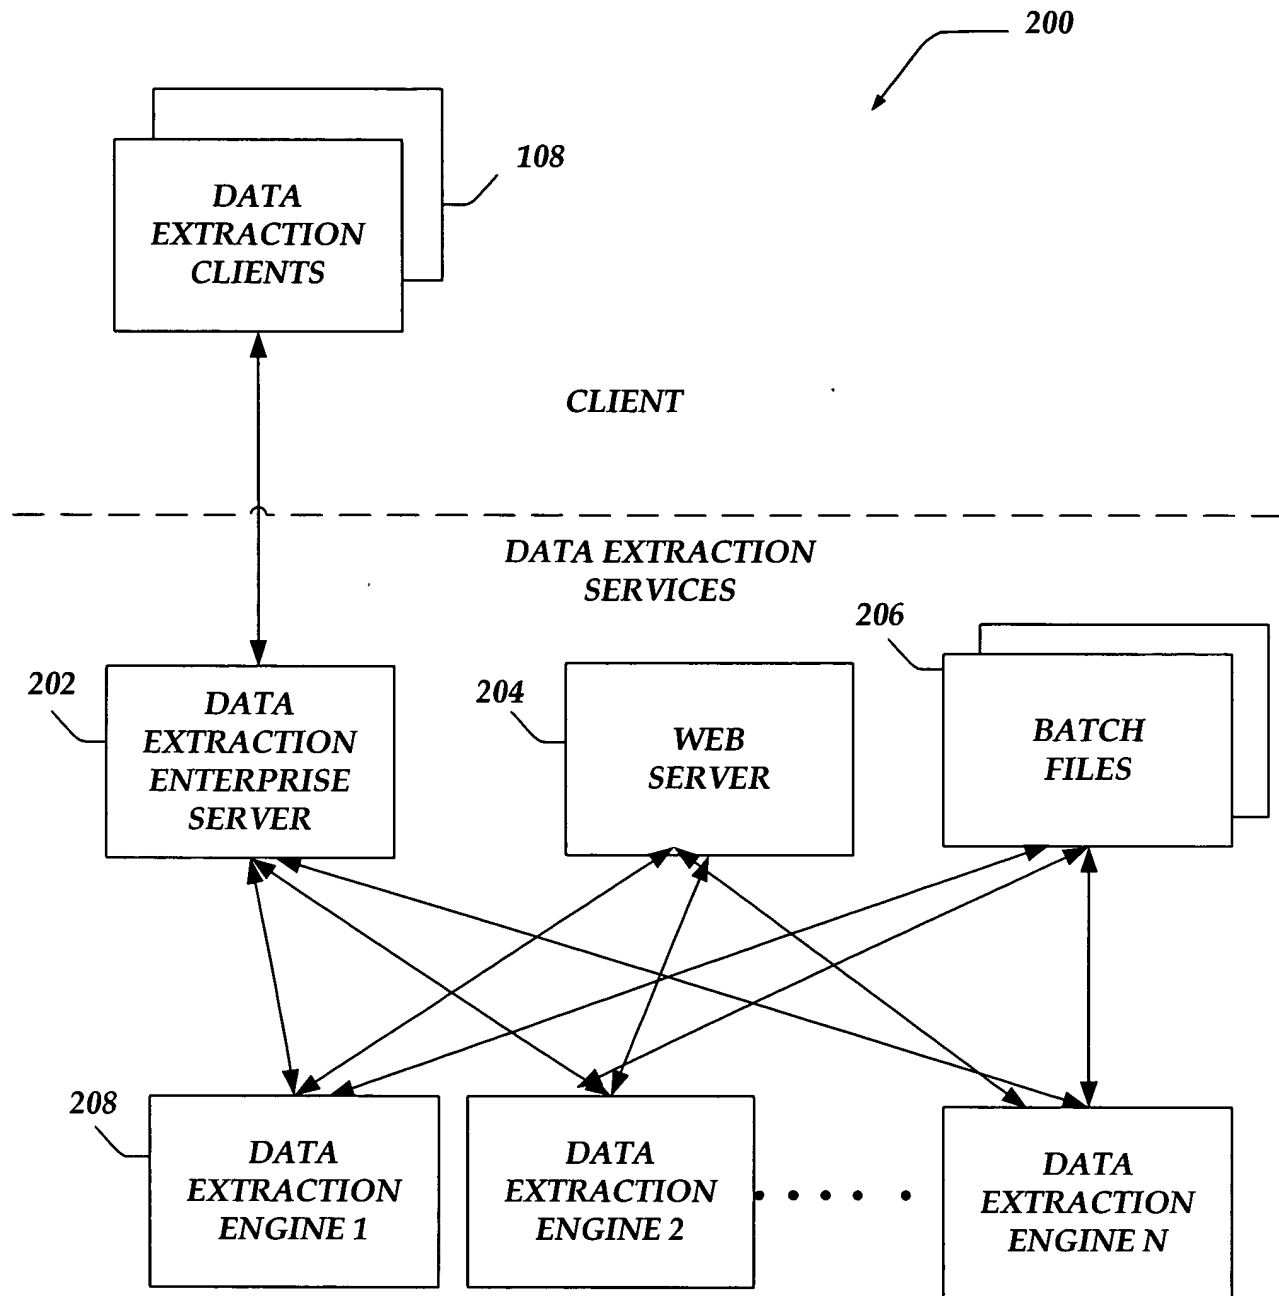 200
108
DATA
EXTRACTION
CLIENTS
CLIENT
DATA EXTRACTION
SERVICES
206
202
204
DATA
EXTRACTION
ENTERPRISE
SERVER
WEB
SERVER
BATCH
FILES
208
DATA
EXTRACTION
ENGINE 1
DATA
EXTRACTION
ENGINE 2
DATA
EXTRACTION
ENGINE N